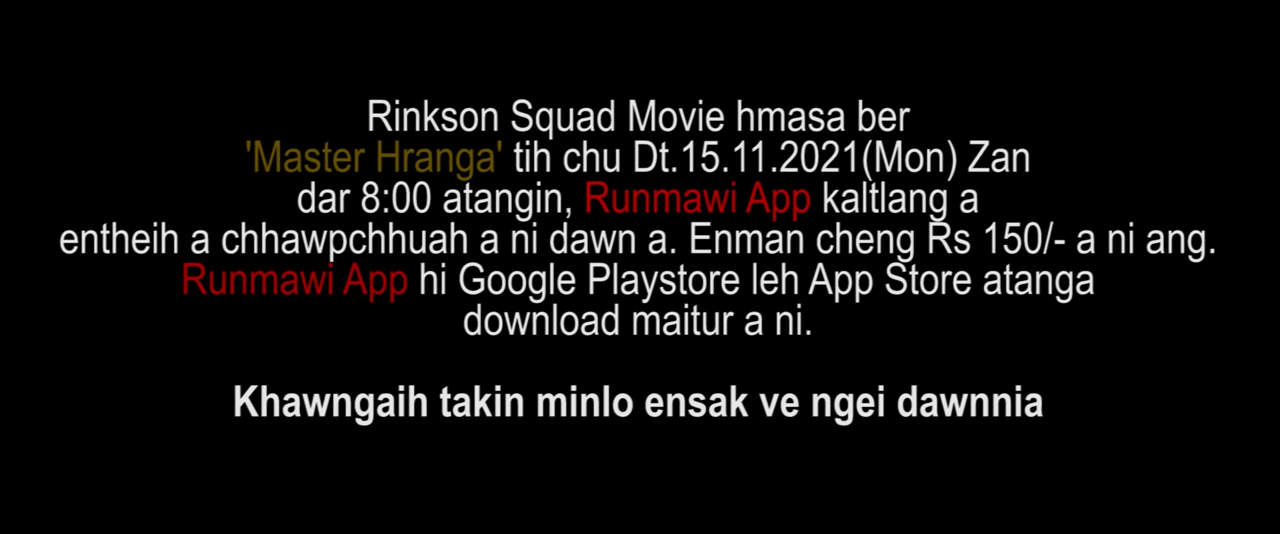 Rinkson Squad Movie hmasa ber
'Master Hranga' tih chu Dt.15.11.2021(Mon) Zan
dar 8:00 atangin, Runmawi App kaltlang a
entheih a chhawpchhuah a ni dawn a. Enman cheng Rs 150/- a ni ang.
Runmawi App hi Google Playstore leh App Store atanga
download maitur a ni.
Khawngaih takin minlo ensak ve ngei dawnnia